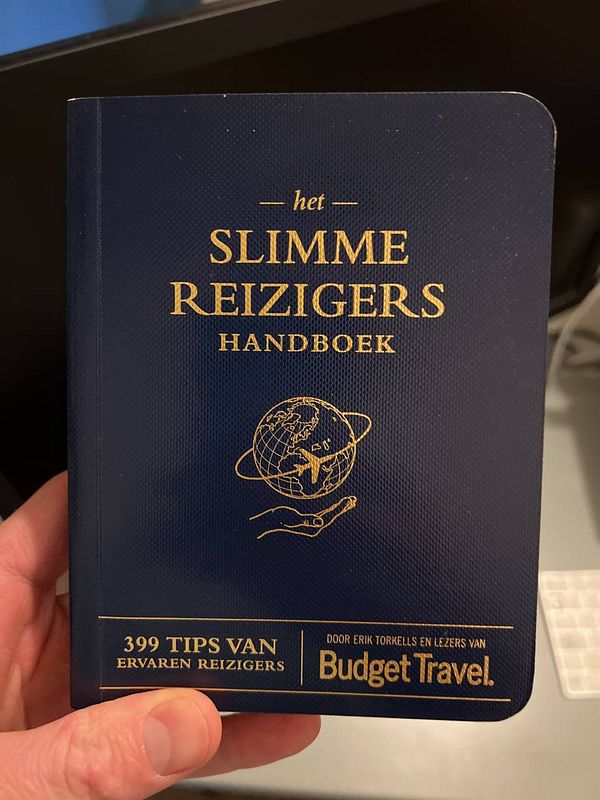 — het —
SLIMME
REIZIGERS
HANDBOEK
399 TIPS VAN
ERVAREN REIZIGERS
DOOR ERIK TORKELLS EN LEZERS VAN
Budget Travel.